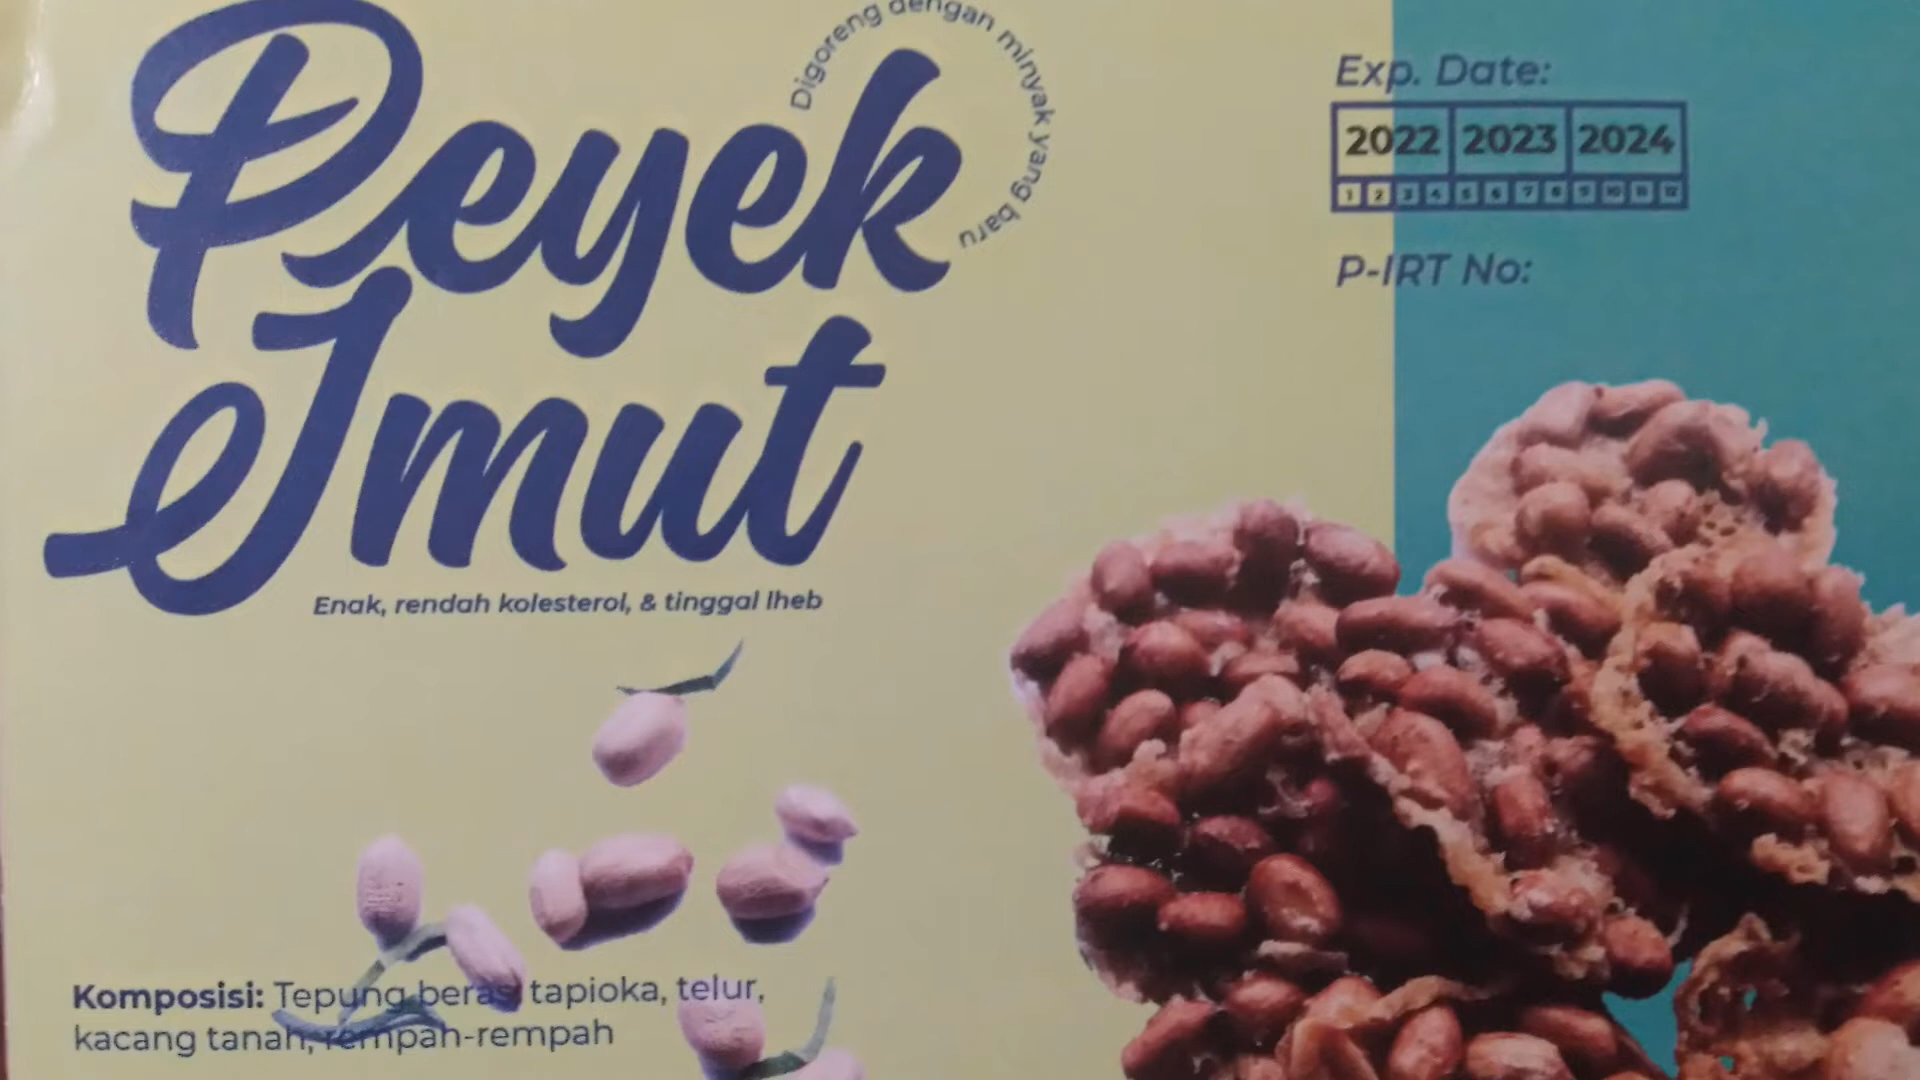 Peyek
Imut
Digoreng dengan minyak yang baru
Enak, rendah kolesterol, & tinggal lheb
Exp. Date:
2022 2023 2024
1 2 3 4 5 6 7 8 9 10 11 12
P-IRT No:
Komposisi: Tepung beras, tapioka, telur,
kacang tanah, rempah-rempah